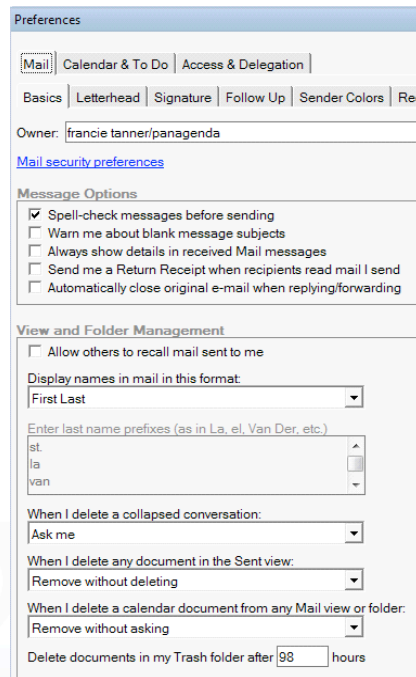 Preferences
Mail Calendar & To Do Access & Delegation
Basics Letterhead Signature Follow Up Sender Colors
Owner: francie tanner/panagenda
Mail security preferences
Message Options
Spell-check messages before sending
Warn me about blank message subjects
Always show details in received Mail messages
Send me a Return Receipt when recipients read mail I send
Automatically close original e-mail when replying/forwarding
View and Folder Management
Allow others to recall mail sent to me
Display names in mail in this format:
First Last
Enter last name prefixes (as in La, el, Van Der, etc.)
st.
la
van
When I delete a collapsed conversation:
Ask me
When I delete any document in the Sent view:
Remove without deleting
When I delete a calendar document from any Mail view or folder:
Remove without asking
Delete documents in my Trash folder after 98 hours